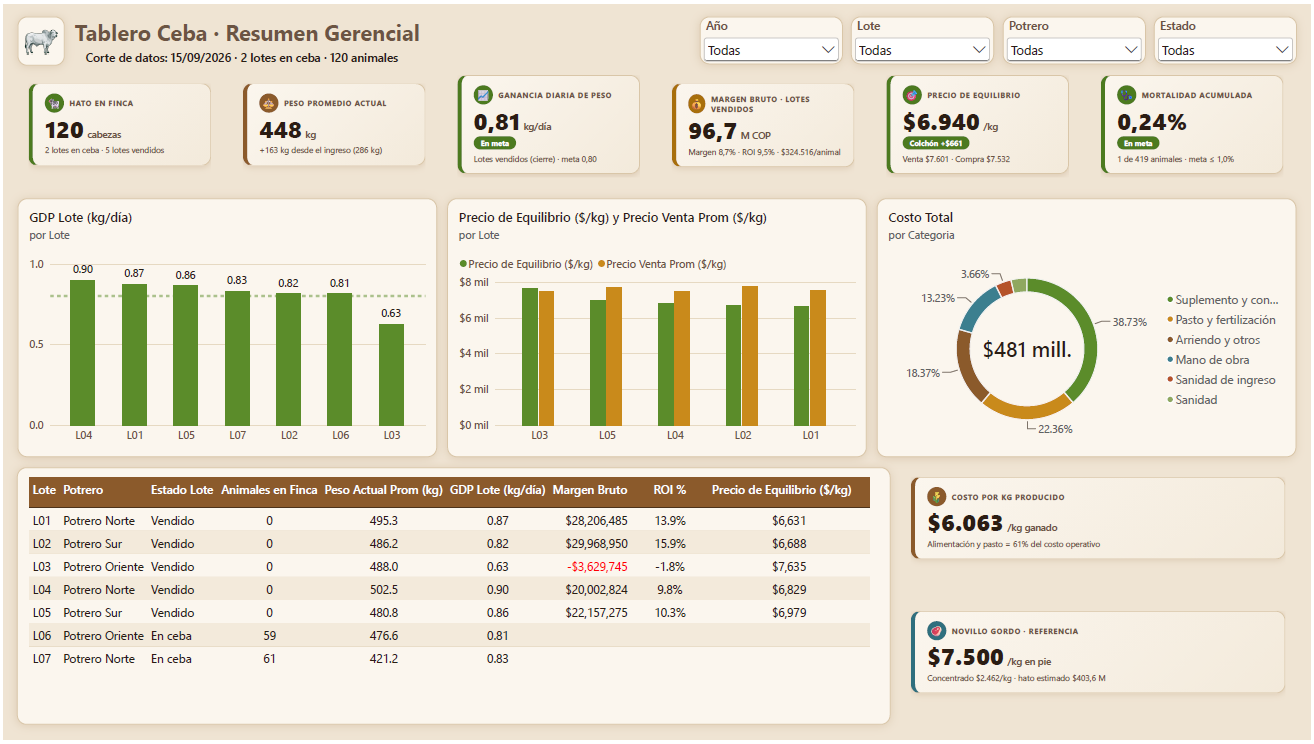 Tablero Ceba · Resumen Gerencial
Corte de datos: 15/09/2026 · 2 lotes en ceba · 120 animales
Año
Todas
Lote
Todas
Potrero
Todas
Estado
Todas
HATO EN FINCA
120 cabezas
2 lotes en ceba · 5 lotes vendidos
PESO PROMEDIO ACTUAL
448 kg
+163 kg desde el ingreso (286 kg)
GANANCIA DIARIA DE PESO
0,81 kg/día
En meta
Lotes vendidos (cierre) · meta 0,80
MARGEN BRUTO · LOTES
VENDIDOS
96,7 M COP
Margen 8,7% · ROI 9,5% · $324.516/animal
PRECIO DE EQUILIBRIO
$6.940 /kg
Colchón +$661
Venta $7.601 · Compra $7.532
MORTALIDAD ACUMULADA
0,24%
En meta
1 de 419 animales · meta ≤ 1,0%
GDP Lote (kg/día)
por Lote
1.0
0.5
0.0
0.90
0.87
0.86
0.83
0.82
0.81
0.63
L04 L01 L05 L07 L02 L06 L03
Precio de Equilibrio ($/kg) y Precio Venta Prom ($/kg)
por Lote
Precio de Equilibrio ($/kg) Precio Venta Prom ($/kg)
$8 mil
$6 mil
$4 mil
$2 mil
$0 mil
L03 L05 L04 L02 L01
Costo Total
por Categoria
3.66%
13.23%
38.73%
$481 mill.
18.37%
22.36%
Suplemento y con...
Pasto y fertilización
Arriendo y otros
Mano de obra
Sanidad de ingreso
Sanidad
Lote Potrero Estado Lote Animales en Finca Peso Actual Prom (kg) GDP Lote (kg/día) Margen Bruto ROI % Precio de Equilibrio ($/kg)
L01 Potrero Norte Vendido 0 495.3 0.87 $28,206,485 13.9% $6,631
L02 Potrero Sur Vendido 0 486.2 0.82 $29,968,950 15.9% $6,688
L03 Potrero Oriente Vendido 0 488.0 0.63 -$3,629,745 -1.8% $7,635
L04 Potrero Norte Vendido 0 502.5 0.90 $20,002,824 9.8% $6,829
L05 Potrero Sur Vendido 0 480.8 0.86 $22,157,275 10.3% $6,979
L06 Potrero Oriente En ceba 59 476.6 0.81
L07 Potrero Norte En ceba 61 421.2 0.83
COSTO POR KG PRODUCIDO
$6.063 /kg ganado
Alimentación y pasto = 61% del costo operativo
NOVILLO GORDO · REFERENCIA
$7.500 /kg en pie
Concentrado $2.462/kg · hato estimado $403,6 M